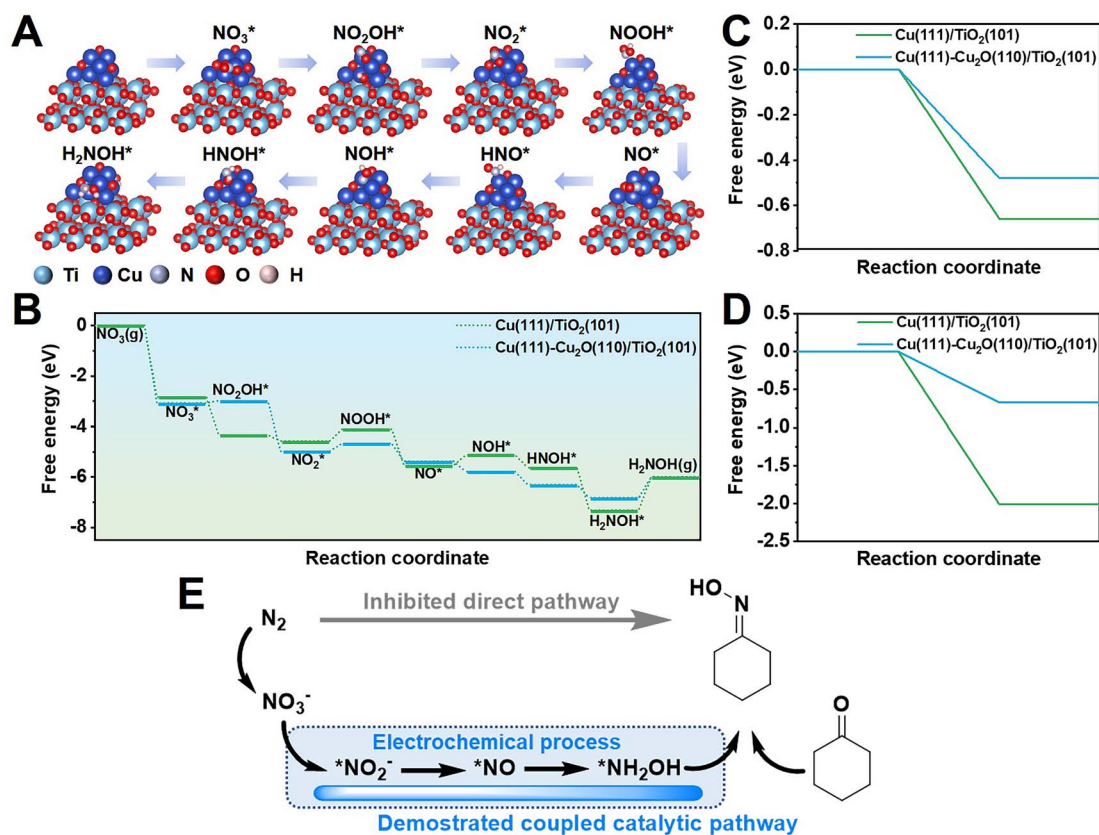 A
NO3* NO2OH* NO2* NOOH*
H2NOH* HNOH* NOH* HNO* NO*
Ti Cu N O H
B
Free energy (eV)
0
-2
-4
-6
-8
Cu(111)/TiO2(101)
Cu(111)-Cu2O(110)/TiO2(101)
NO3(g)
NO3*
NO2OH*
NO2*
NOOH*
NO*
NOH*
HNOH*
H2NOH*
H2NOH(g)
Reaction coordinate
C
Free energy (eV)
0.2
0.0
-0.2
-0.4
-0.6
-0.8
Cu(111)/TiO2(101)
Cu(111)-Cu2O(110)/TiO2(101)
Reaction coordinate
D
Free energy (eV)
0.5
0.0
-0.5
-1.0
-1.5
-2.0
-2.5
Cu(111)/TiO2(101)
Cu(111)-Cu2O(110)/TiO2(101)
Reaction coordinate
E
N2
Inhibited direct pathway
HO
N
NO3-
O
Electrochemical process
*NO2- *NO *NH2OH
Demostrated coupled catalytic pathway